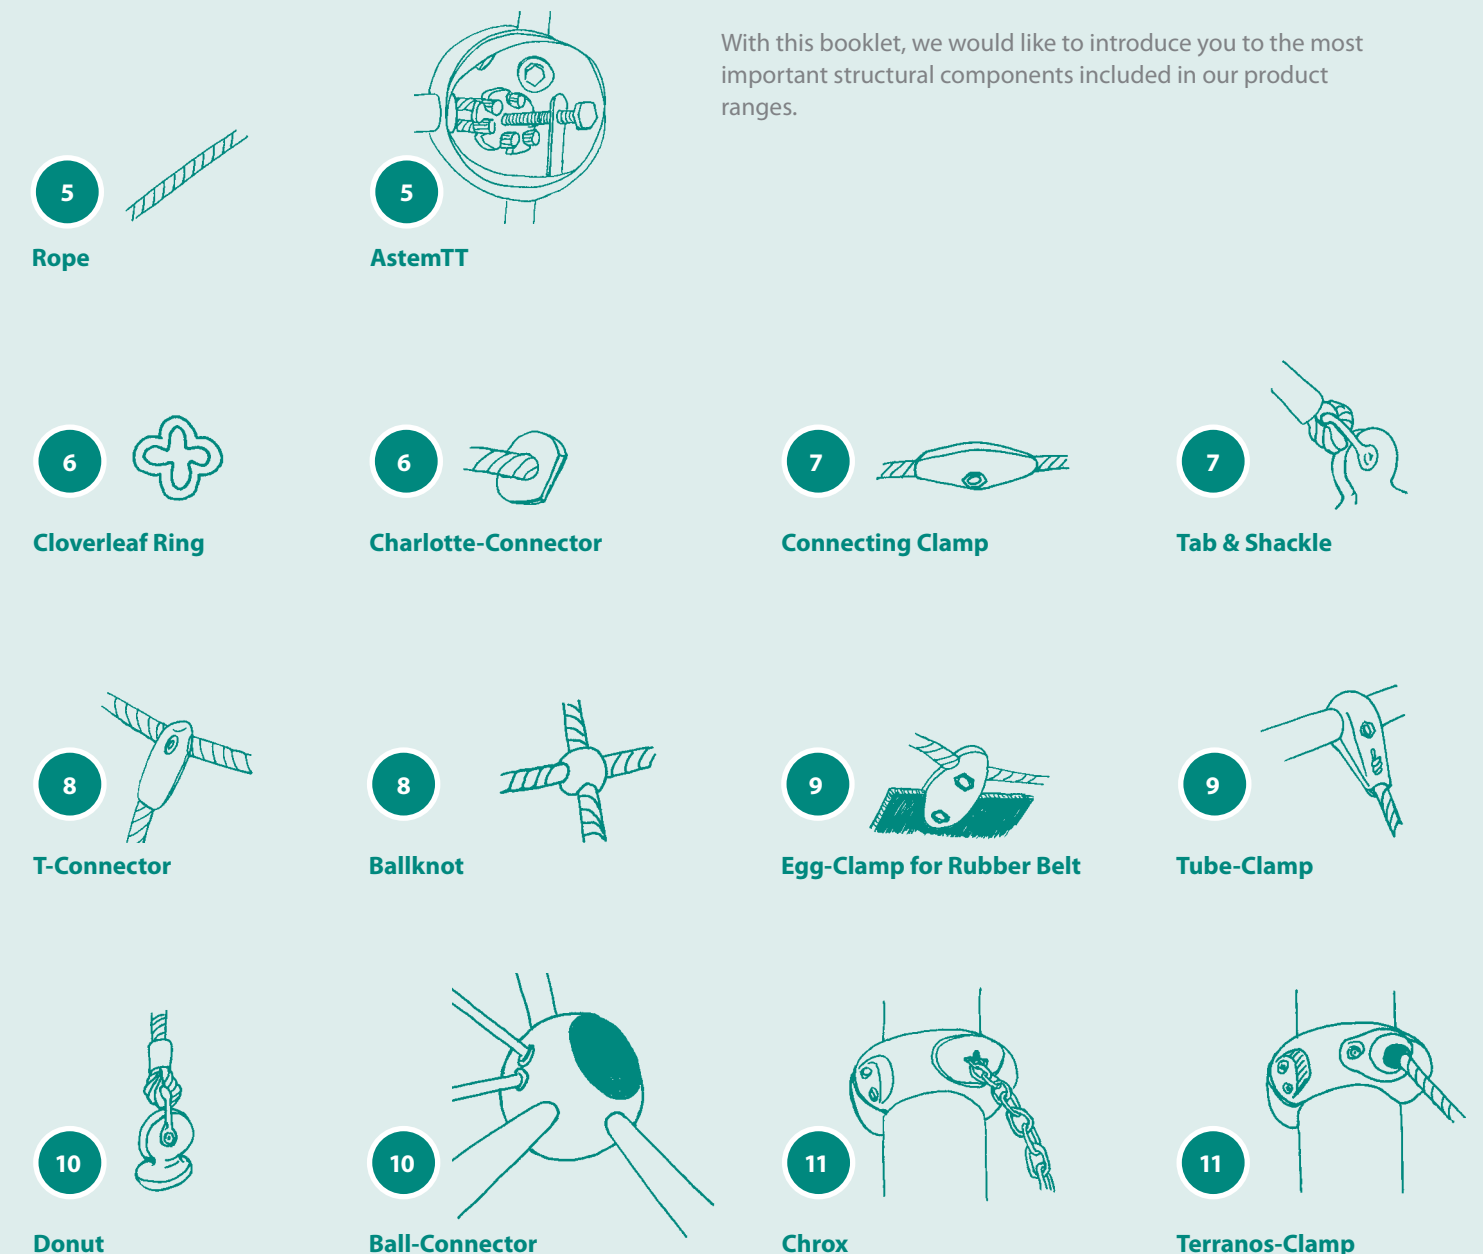 With this booklet, we would like to introduce you to the most
important structural components included in our product
ranges.
5
Rope
5
AstemTT
6
Cloverleaf Ring
6
Charlotte-Connector
7
Connecting Clamp
7
Tab & Shackle
8
T-Connector
8
Ballknot
9
Egg-Clamp for Rubber Belt
9
Tube-Clamp
10
Donut
10
Ball-Connector
11
Chrox
11
Terranos-Clamp